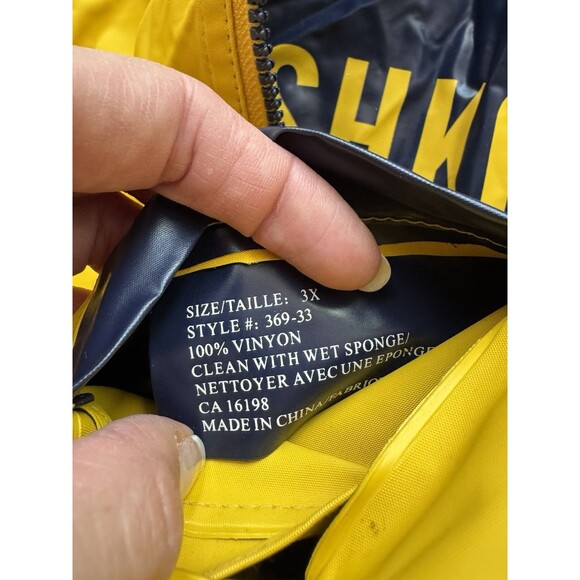 SHK
SIZE/TAILLE: 3X
STYLE #: 369-33
100% VINYON
CLEAN WITH WET SPONGE/
NETTOYER AVEC UNE EPONGE
CA 16198
MADE IN CHINA/FABRIQ